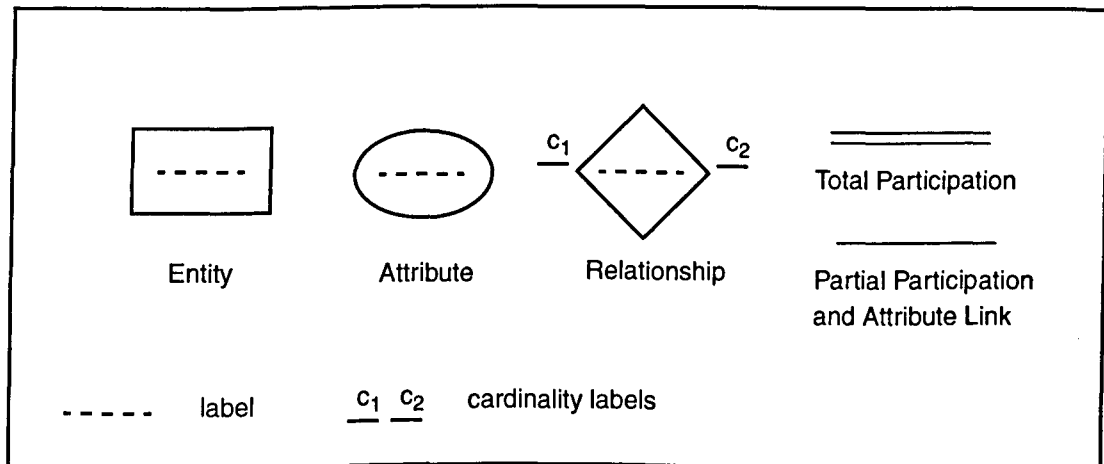 c1
c2
Total Participation
Entity
Attribute
Relationship
Partial Participation
and Attribute Link
label
c1 c2
cardinality labels